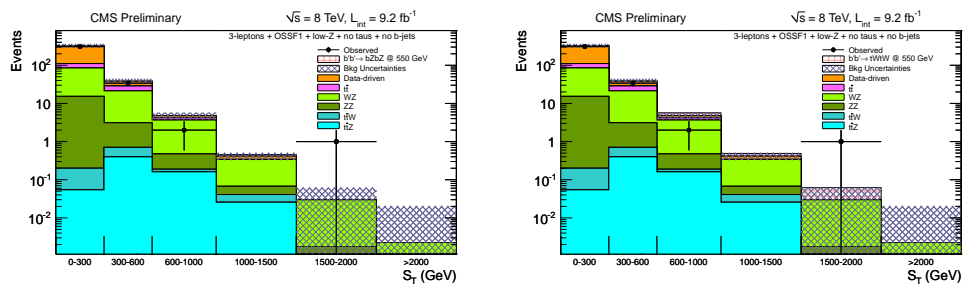 CMS Preliminary
√s = 8 TeV, L_int = 9.2 fb⁻¹
3-leptons + OSSF1 + low-Z + no taus + no b-jets
Observed
b'b'→ bZbZ @ 550 GeV
Bkg Uncertainties
Data-driven
tt̄
WZ
ZZ
tt̄W
tt̄Z
Events
10²
10
1
10⁻¹
10⁻²
0-300 300-600 600-1000 1000-1500 1500-2000 >2000
S_T (GeV)
CMS Preliminary
√s = 8 TeV, L_int = 9.2 fb⁻¹
3-leptons + OSSF1 + low-Z + no taus + no b-jets
Observed
b'b'→ tWtW @ 550 GeV
Bkg Uncertainties
Data-driven
tt̄
WZ
ZZ
tt̄W
tt̄Z
Events
10²
10
1
10⁻¹
10⁻²
0-300 300-600 600-1000 1000-1500 1500-2000 >2000
S_T (GeV)